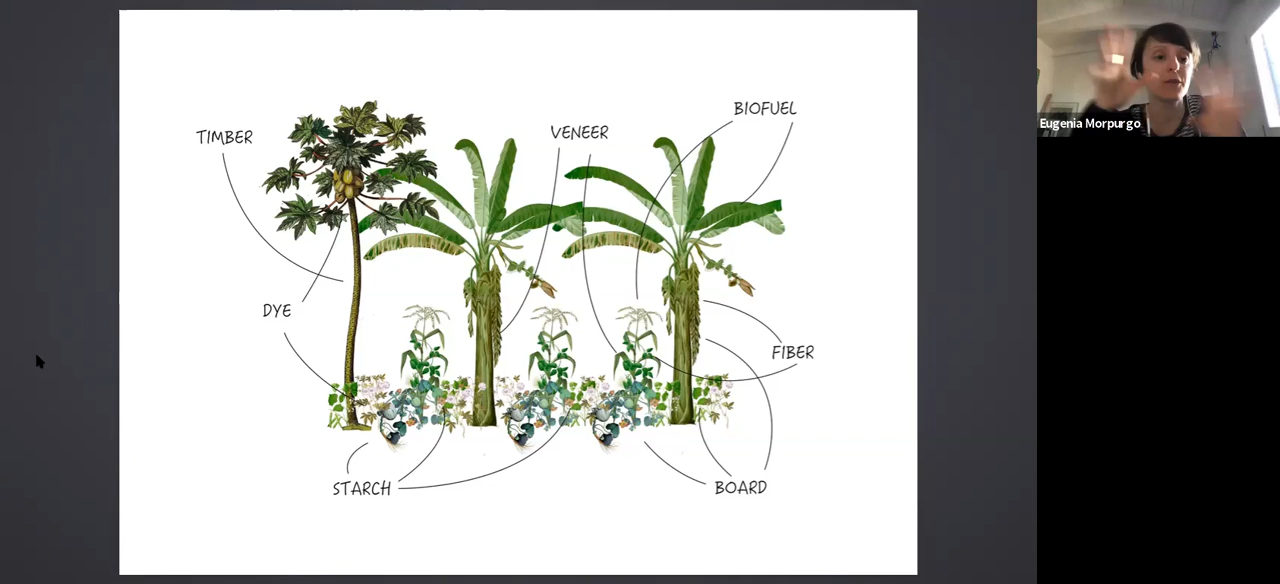 BIOFUEL
TIMBER
VENEER
DYE
FIBER
STARCH
BOARD
Eugenia Morpurgo